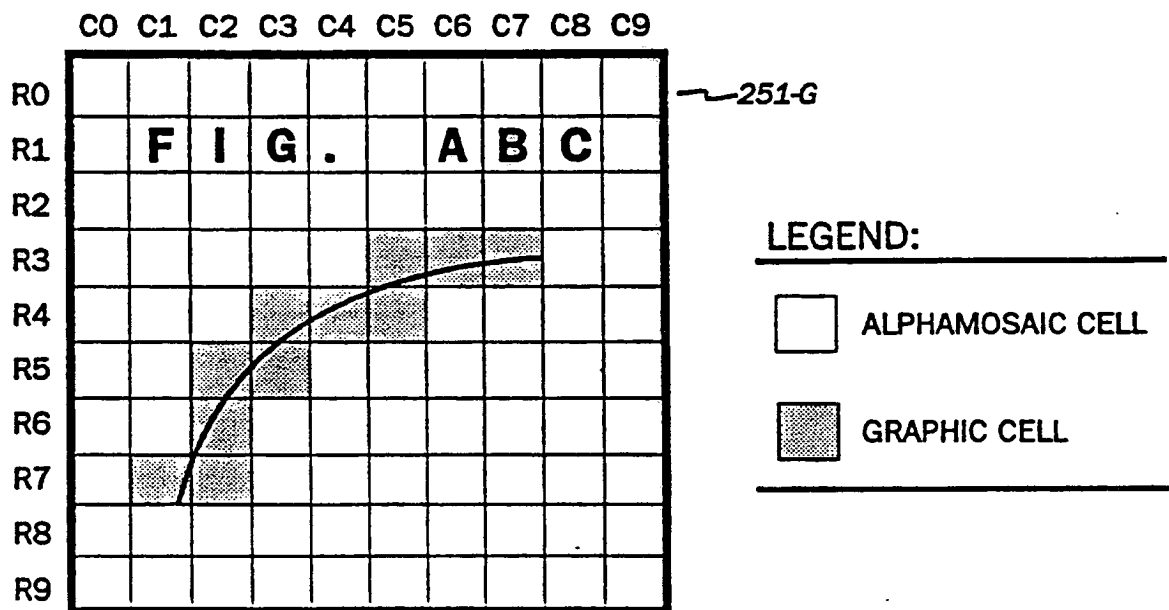 C0 C1 C2 C3 C4 C5 C6 C7 C8 C9
R0
251-G
R1 F I G . A B C
R2
R3
LEGEND:
R4
ALPHAMOSAIC CELL
R5
R6
GRAPHIC CELL
R7
R8
R9